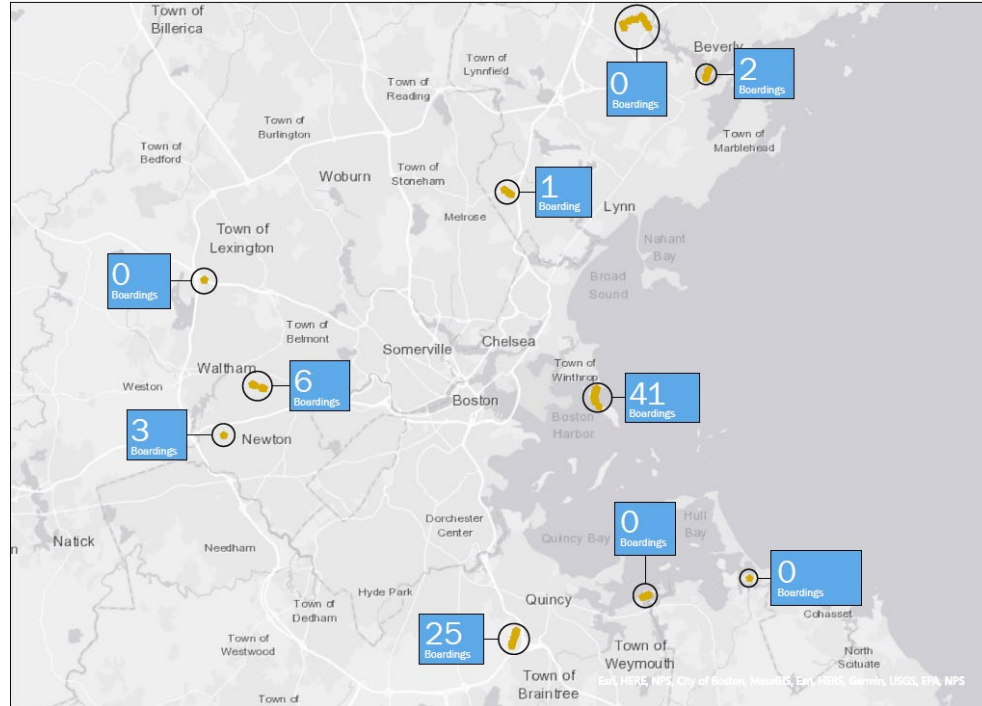 Town of
Billerica
Beverly
Town of
Lynnfield
0
Boardings
2
Boardings
Town of
Reading
Town of
Burlington
Town of
Marblehead
Town of
Bedford
Woburn
Town of
Stoneham
1
Boarding
Melrose
Lynn
Town of
Lexington
Nahant
Bay
0
Boardings
Broad
Sound
Town of
Belmont
Somerville
Chelsea
Waltham
6
Boardings
Town of
Winthrop
41
Boardings
Weston
Boston
Boston
Harbor
3
Boardings
Newton
Dorchester
Center
0
Boardings
Hull
Bay
Quincy Bay
Natick
Needham
0
Boardings
Hyde Park
Quincy
Cohasset
Town of
Dedham
25
Boardings
Town of
Westwood
Town of
Weymouth
North
Scituate
Town of
Braintree
Esri, HERE, NPS, City of Boston, MassGIS, Esri, HERE, Garmin, USGS, EPA, NPS
Town of